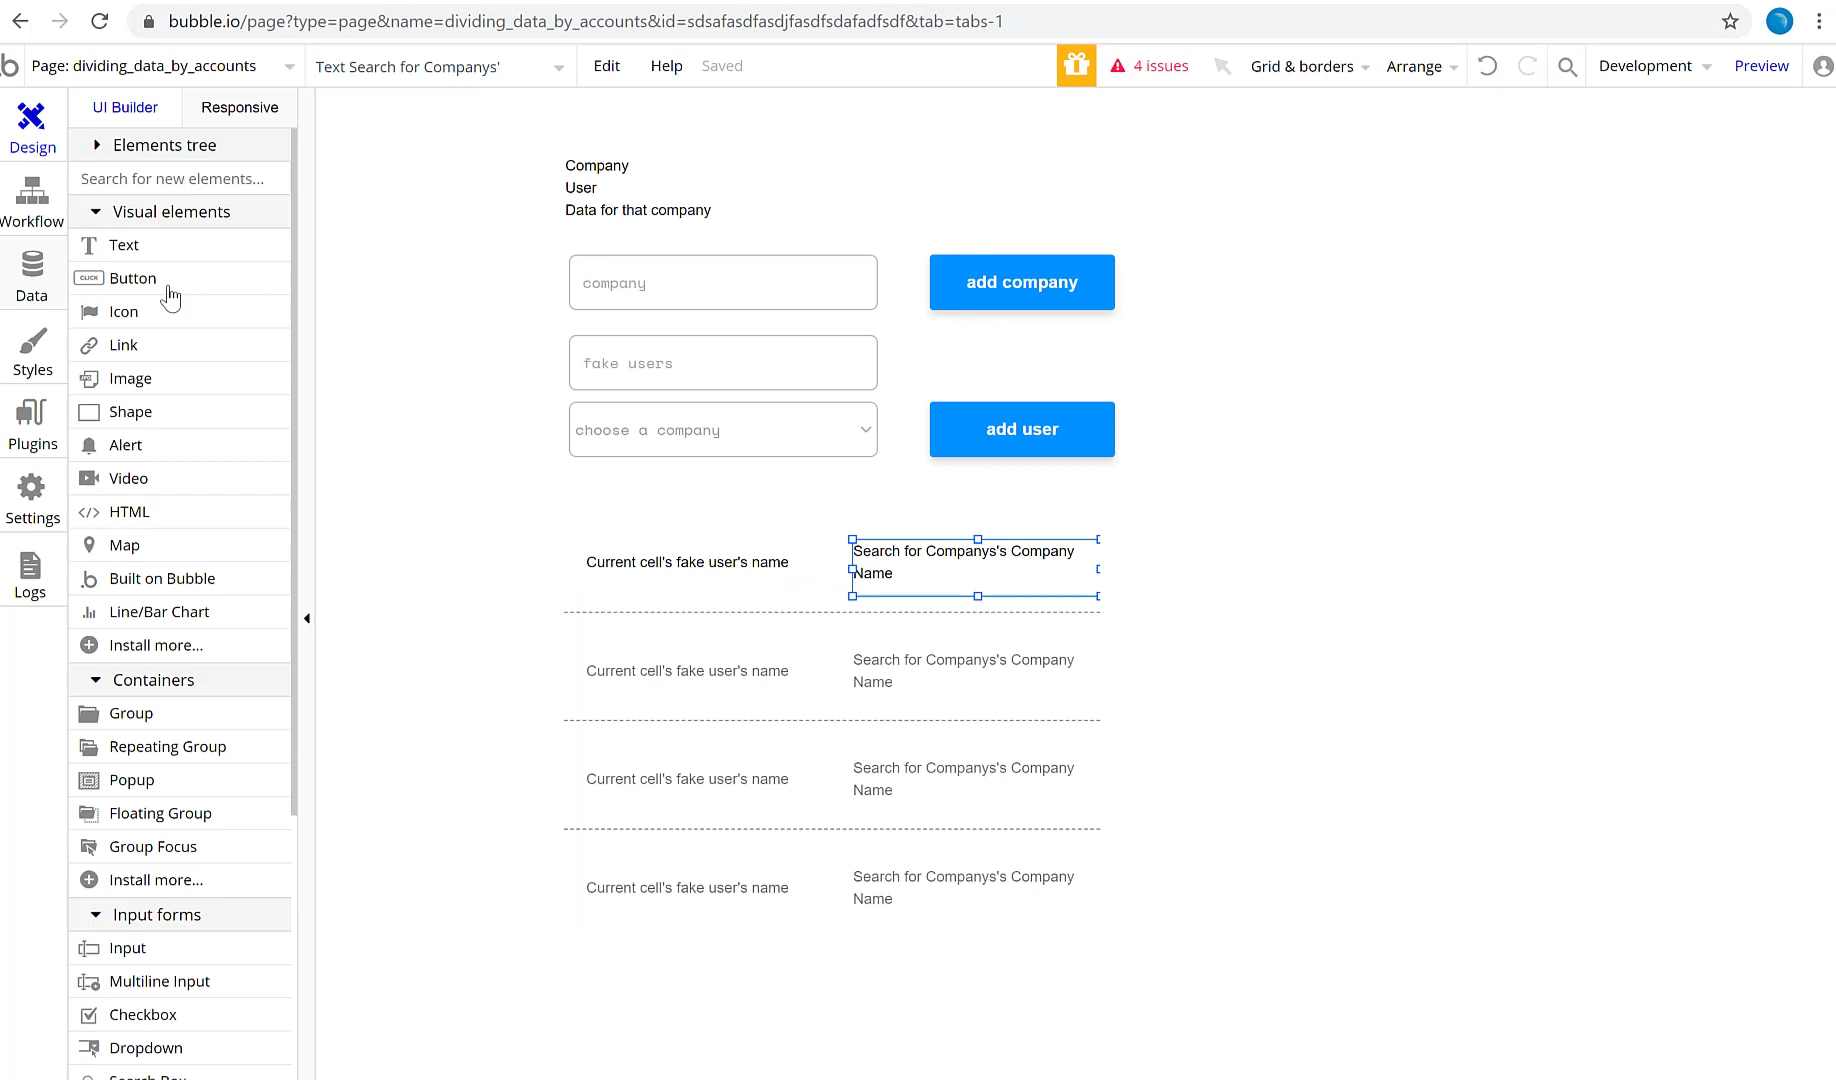 bubble.io/page?type=page&name=dividing_data_by_accounts&id=sdsafasdfasdjfasdfsdafadfsdf&tab=tabs-1
Page: dividing_data_by_accounts
Text Search for Companys'
Edit
Help
Saved
4 issues
Grid & borders
Arrange
Development
Preview
Design
Workflow
Data
Styles
Plugins
Settings
Logs
UI Builder
Responsive
Elements tree
Search for new elements...
Visual elements
Text
CLICK Button
Icon
Link
Image
Shape
Alert
Video
HTML
Map
Built on Bubble
Line/Bar Chart
Install more...
Containers
Group
Repeating Group
Popup
Floating Group
Group Focus
Install more...
Input forms
Input
Multiline Input
Checkbox
Dropdown
Search Box
Company
User
Data for that company
company
add company
fake users
choose a company
add user
Current cell's fake user's name
Search for Companys's Company
Name
Current cell's fake user's name
Search for Companys's Company
Name
Current cell's fake user's name
Search for Companys's Company
Name
Current cell's fake user's name
Search for Companys's Company
Name